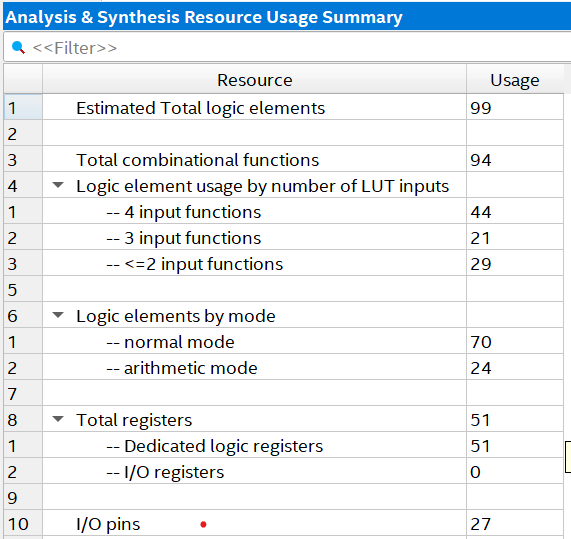 Analysis & Synthesis Resource Usage Summary
<<Filter>>
Resource Usage
1 Estimated Total logic elements 99
2
3 Total combinational functions 94
4 Logic element usage by number of LUT inputs
1 -- 4 input functions 44
2 -- 3 input functions 21
3 -- <=2 input functions 29
5
6 Logic elements by mode
1 -- normal mode 70
2 -- arithmetic mode 24
7
8 Total registers 51
1 -- Dedicated logic registers 51
2 -- I/O registers 0
9
10 I/O pins 27